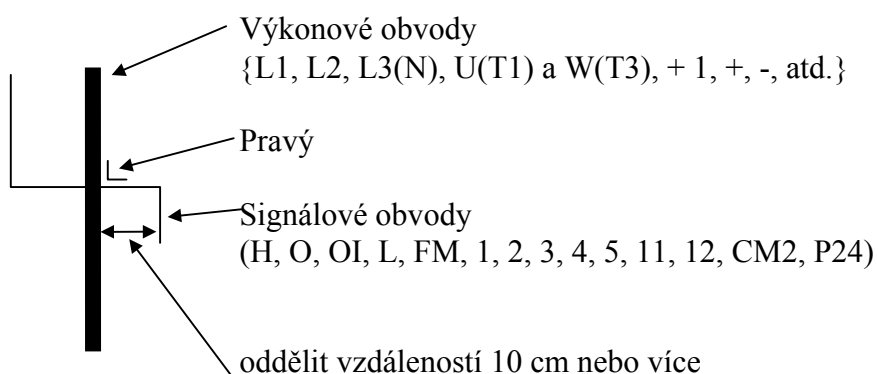 Výkonové obvody
{L1, L2, L3(N), U(T1) a W(T3), + 1, +, -, atd.}
Pravý
Signálové obvody
(H, O, OI, L, FM, 1, 2, 3, 4, 5, 11, 12, CM2, P24)
oddělit vzdáleností 10 cm nebo více